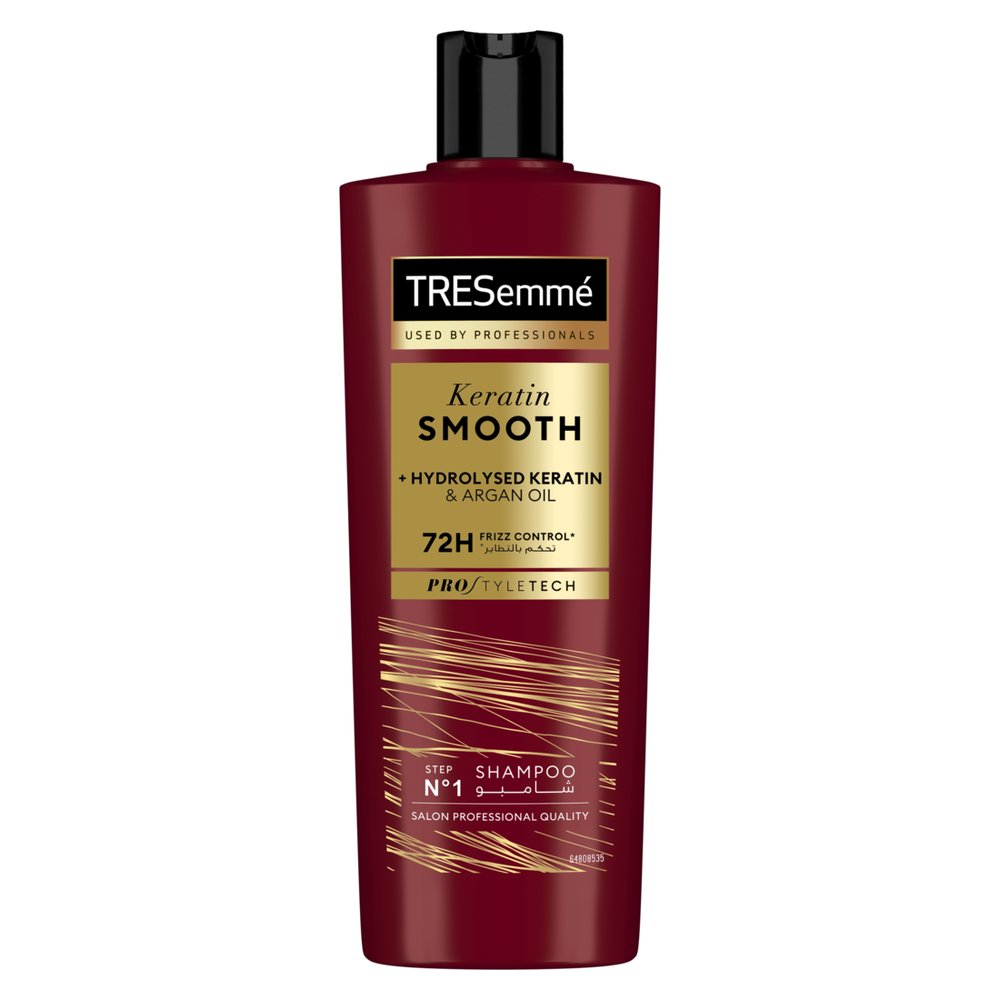 TRESemmé
USED BY PROFESSIONALS
Keratin
SMOOTH
+ HYDROLYSED KERATIN
& ARGAN OIL
72H FRIZZ CONTROL*
تحكم بالتطاير*
PROSTYLETECH
STEP
Nº1
SHAMPOO
شامبو
SALON PROFESSIONAL QUALITY
64808535